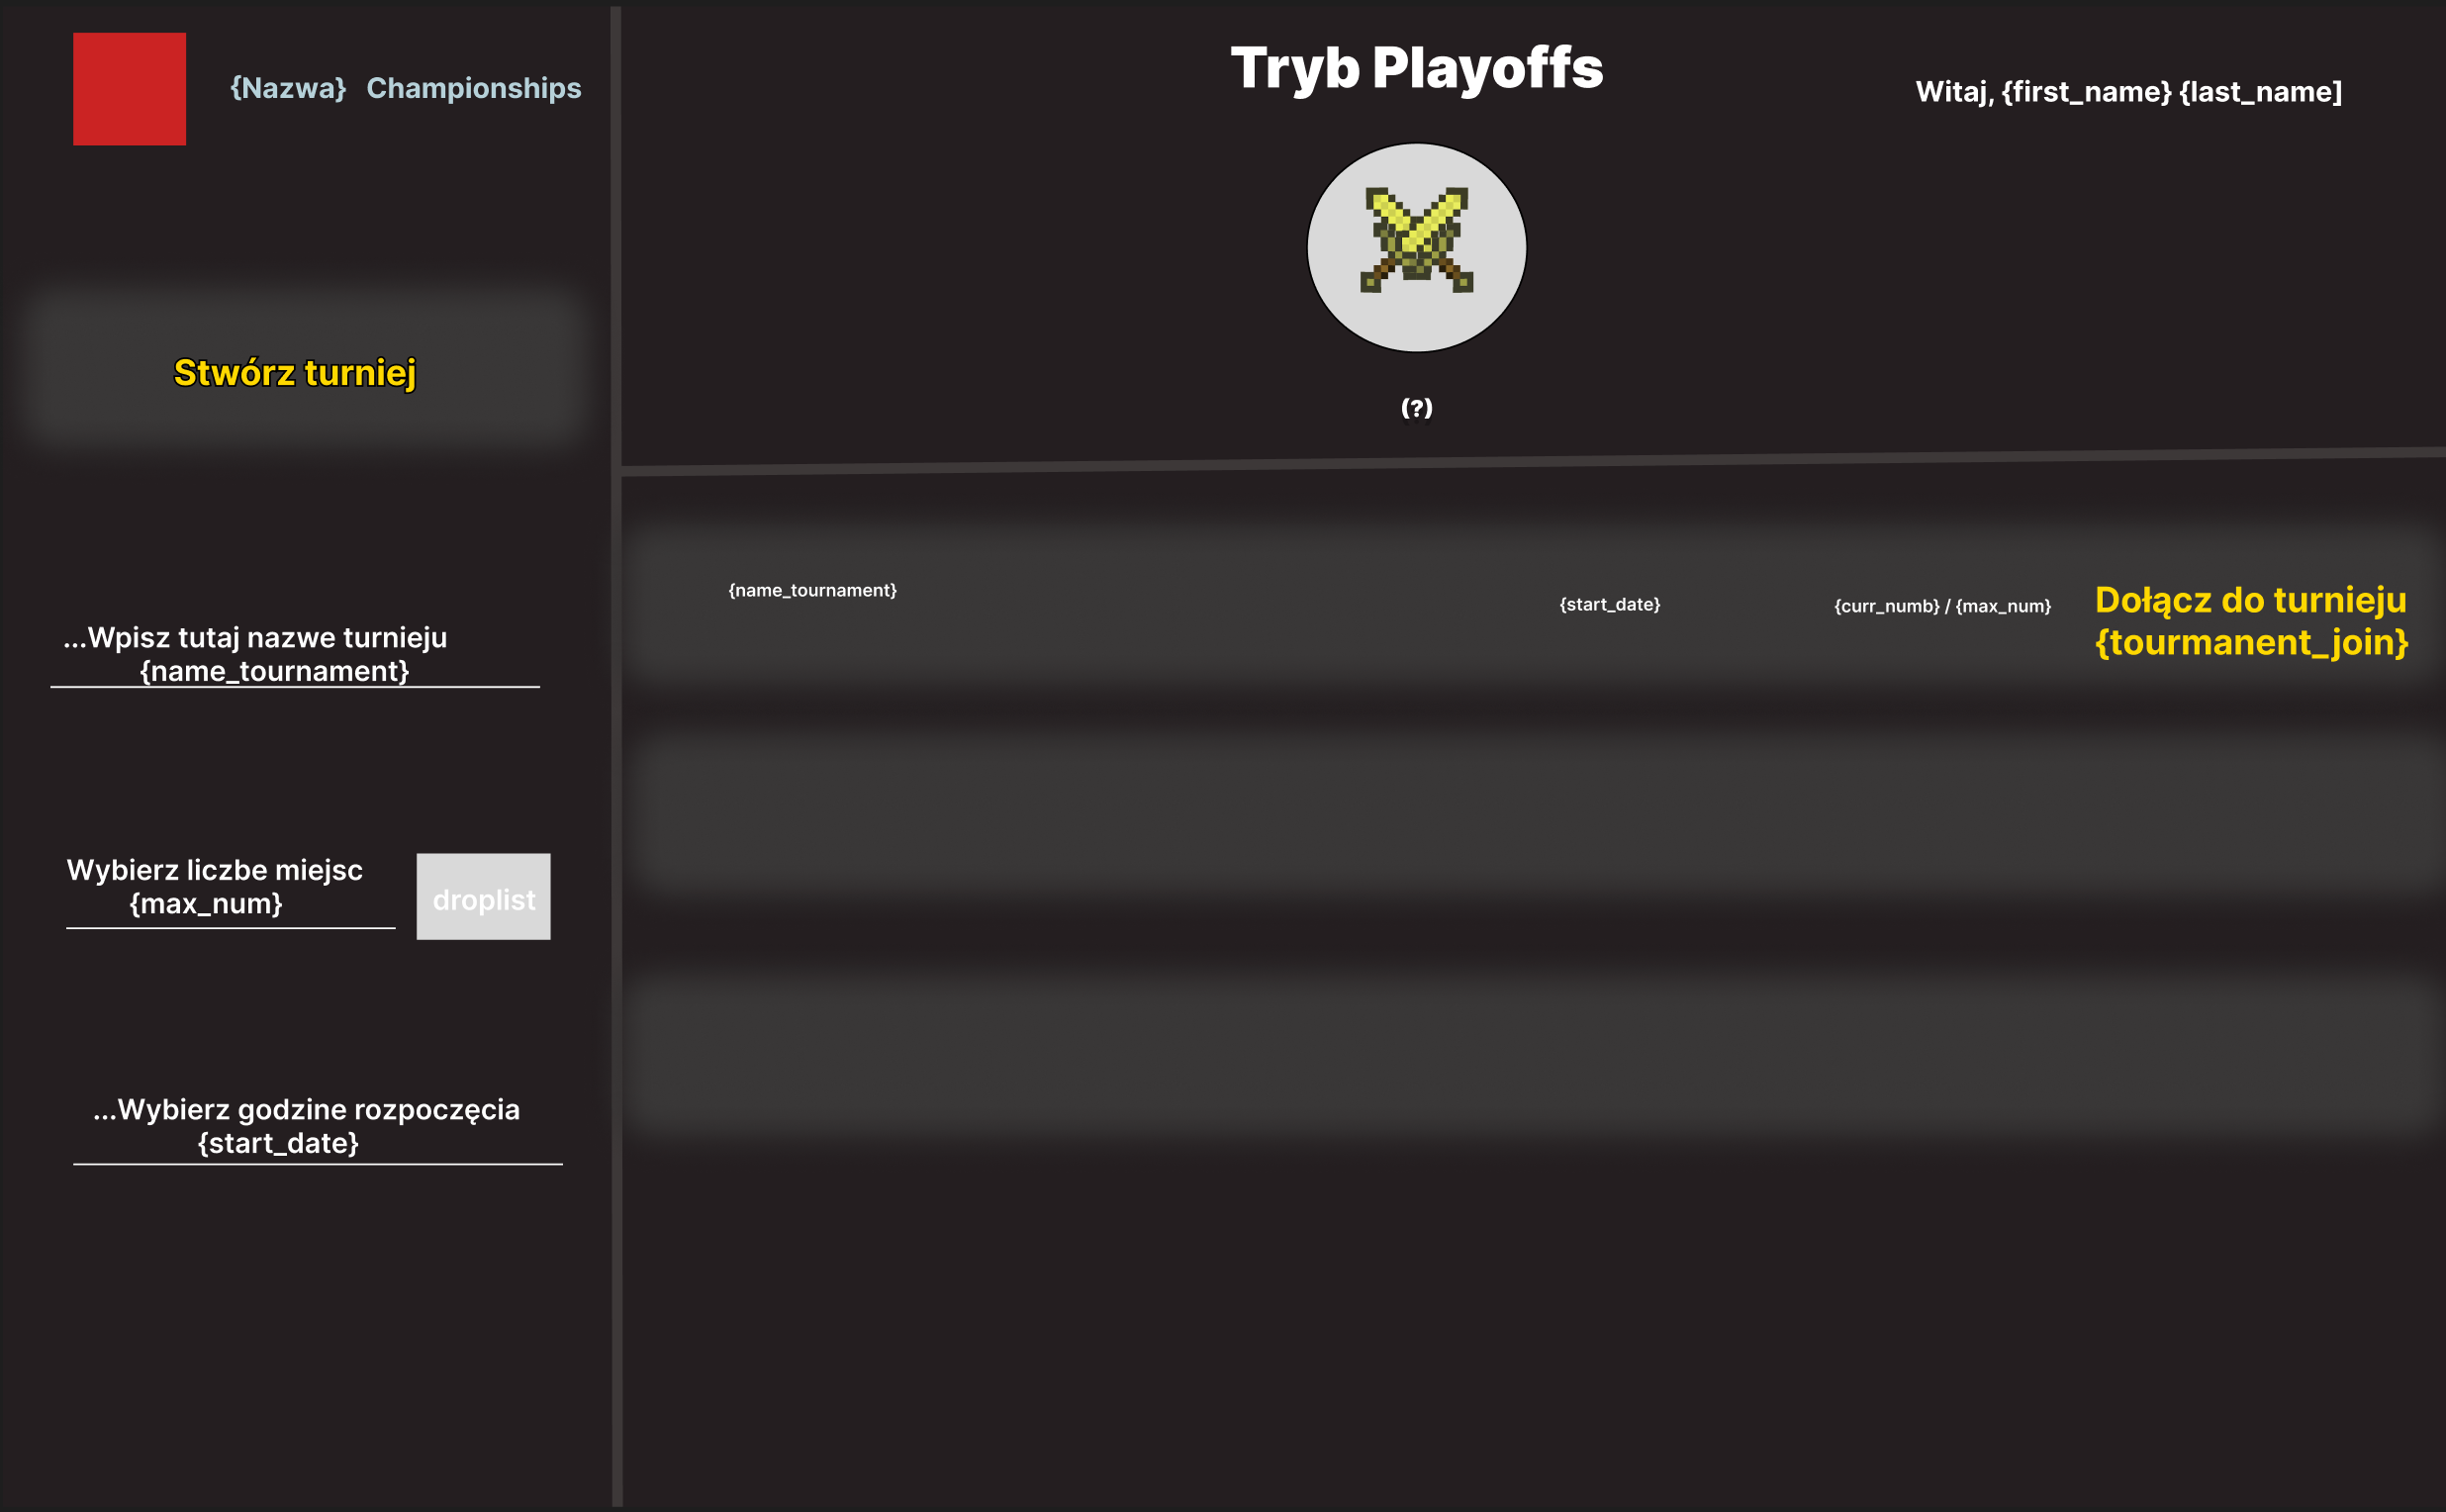 {Nazwa} Championships
Tryb Playoffs
Witaj, {first_name} {last_name]
Stwórz turniej
(?)
{name_tournament}
{start_date}
{curr_numb} / {max_num}
Dołącz do turnieju
{tourmanent_join}
...Wpisz tutaj nazwe turnieju
{name_tournament}
Wybierz liczbe miejsc
{max_num}
droplist
...Wybierz godzine rozpoczęcia
{start_date}